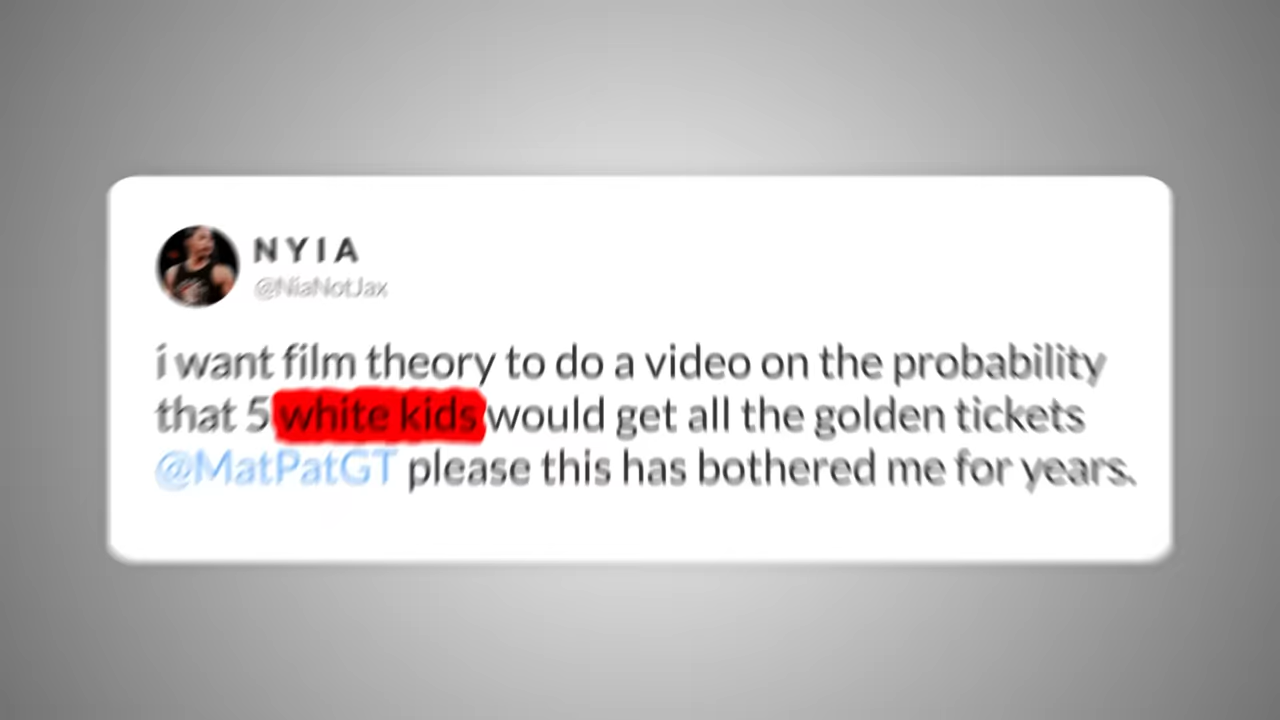 NYIA
@NiaNotJax
i want film theory to do a video on the probability
that 5 white kids would get all the golden tickets
@MatPatGT please this has bothered me for years.